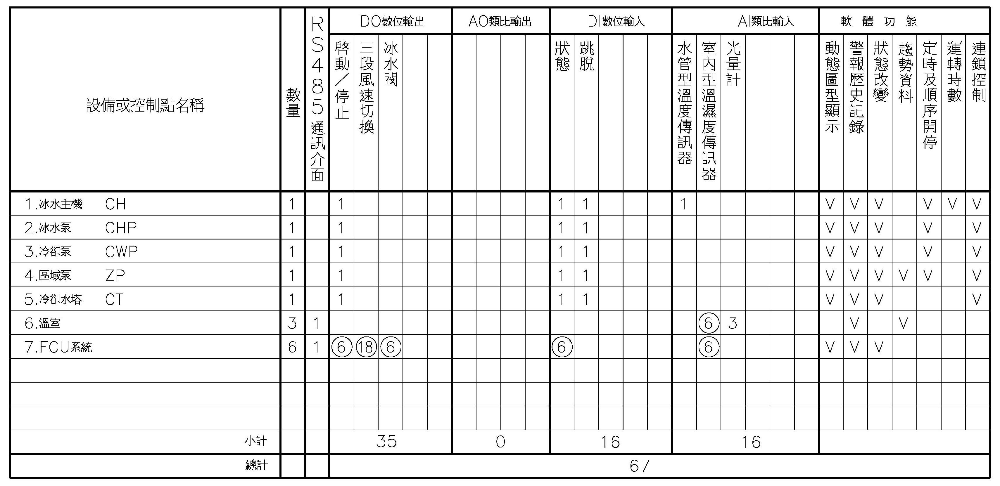 設備或控制點名稱
數量
RS485通訊介面
DO數位輸出
AO類比輸出
DI數位輸入
AI類比輸入
軟體功能
啓動/停止
三段風速切換
冰水閥
狀態
跳脫
水管型溫度傳訊器
室內型溫濕度傳訊器
光量計
動態圖型顯示
警報歷史記錄
狀態改變
趨勢資料
定時及順序開停
運轉時數
連鎖控制
1.冰水主機 CH 1 1 1 1 1 V V V V V V
2.冰水泵 CHP 1 1 1 1 V V V V V
3.冷卻泵 CWP 1 1 1 1 V V V V V
4.區域泵 ZP 1 1 1 1 V V V V V V
5.冷卻水塔 CT 1 1 1 1 V V V V
6.溫室 3 1 6 3 V V
7.FCU系統 6 1 6 18 6 6 6 V V V
小計 35 0 16 16
總計 67